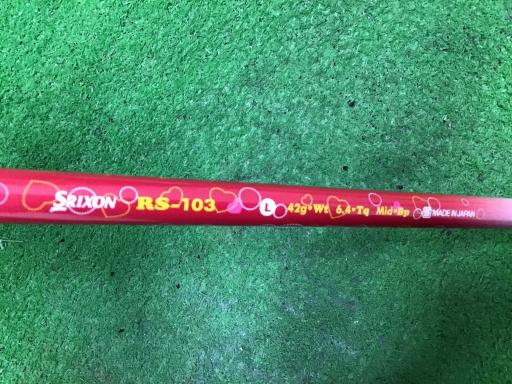 SRIXON RS-103 L 42g•Wt 6.4•Tq Mid•Bp MADE IN JAPAN